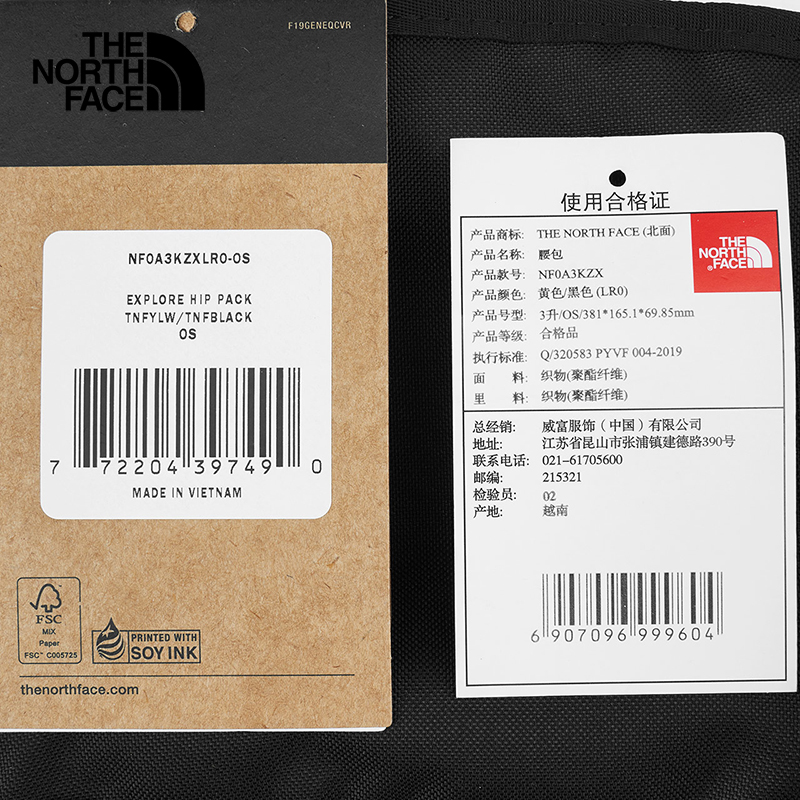 THE
NORTH
FACE
F19GENEQCVR
NF0A3KZXLR0-OS
EXPLORE HIP PACK
TNFYLW/TNFBLACK
OS
7 72204 39749 0
MADE IN VIETNAM
FSC
MIX
Paper
FSC™ C005725
PRINTED WITH
SOY INK
thenorthface.com
使用合格证
产品商标: THE NORTH FACE (北面)
产品名称: 腰包
产品款号: NF0A3KZX
产品颜色: 黄色/黑色 (LR0)
产品号型: 3升/OS/381*165.1*69.85mm
产品等级: 合格品
执行标准: Q/320583 PYVF 004-2019
面 料: 织物(聚酯纤维)
里 料: 织物(聚酯纤维)
THE
NORTH
FACE
®
总经销: 威富服饰（中国）有限公司
地址: 江苏省昆山市张浦镇建德路390号
联系电话: 021-61705600
邮编: 215321
检验员: 02
产地: 越南
6 907096 999604